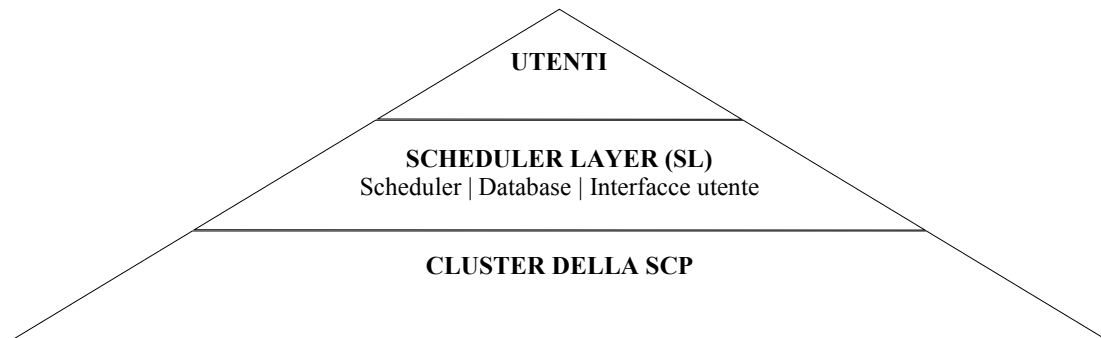 UTENTI
SCHEDULER LAYER (SL)
Scheduler | Database | Interfacce utente
CLUSTER DELLA SCP